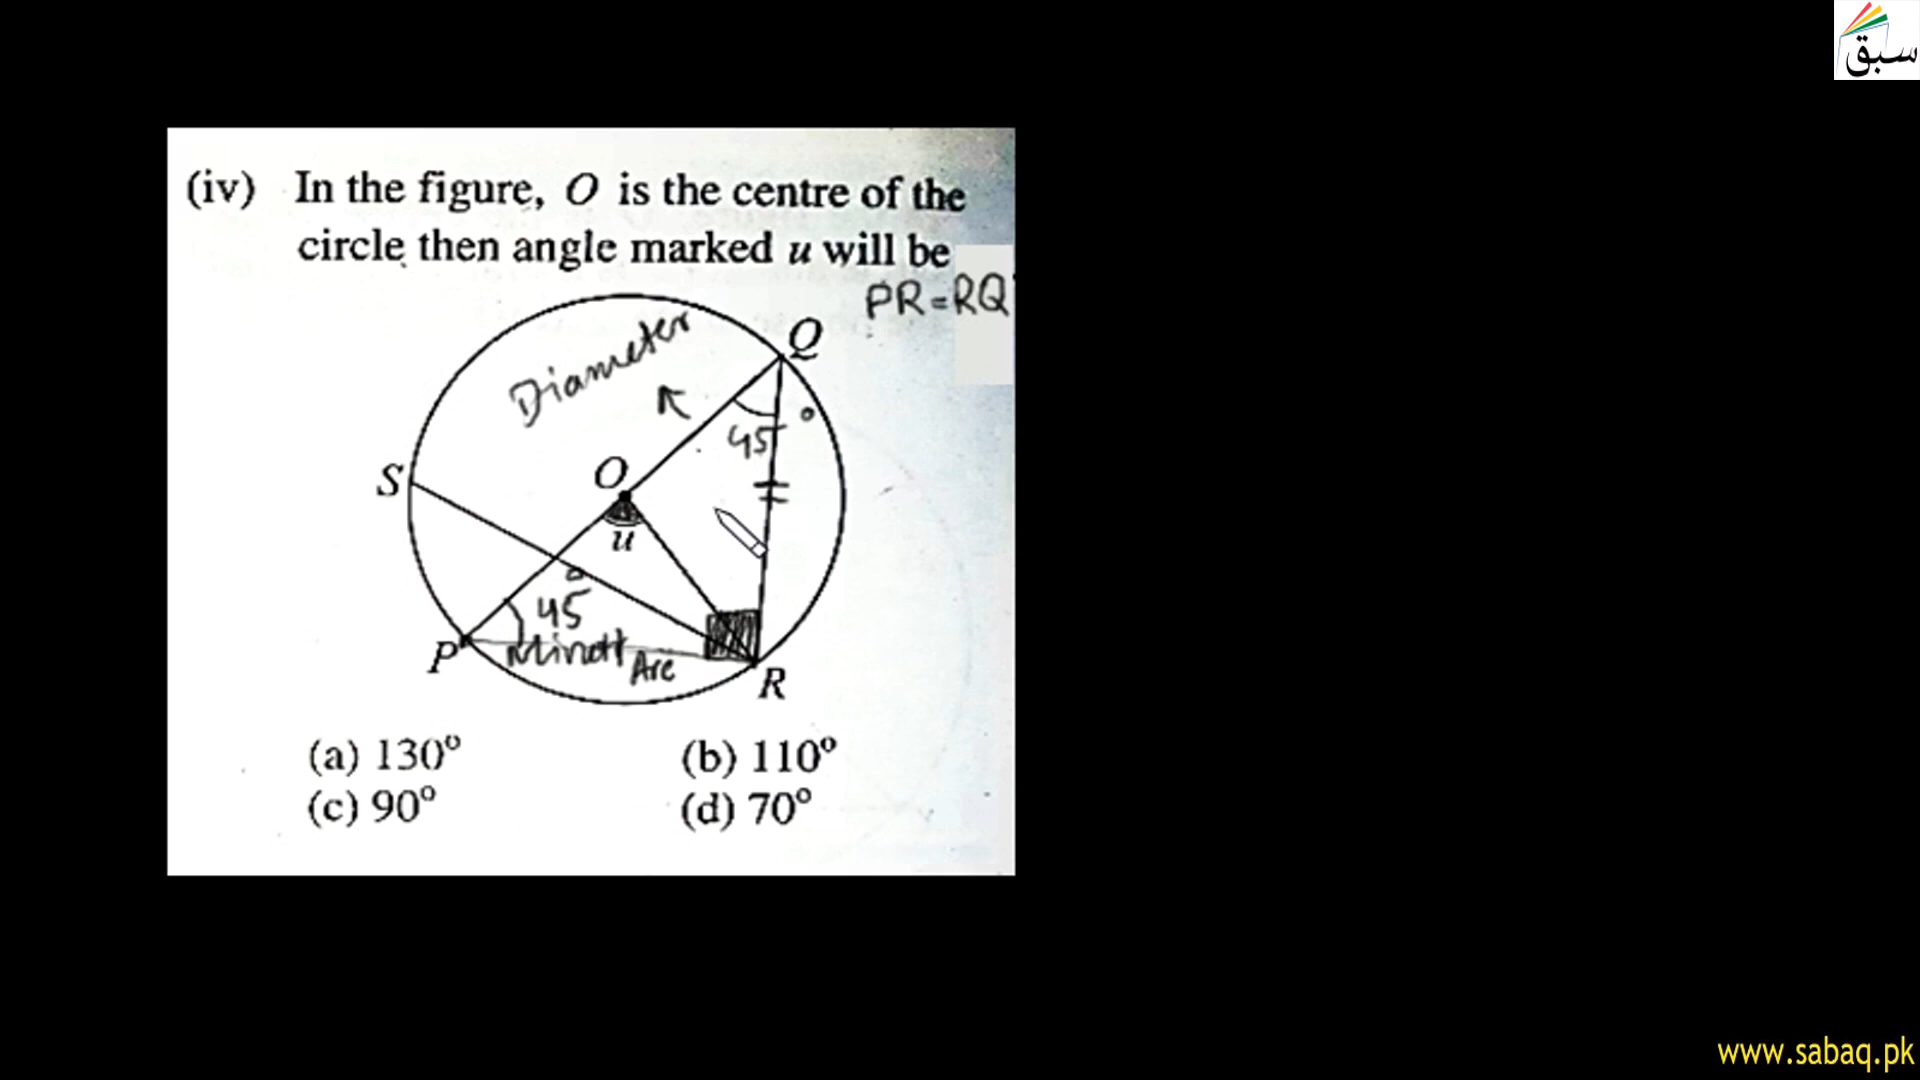 سبق
(iv) In the figure, O is the centre of the
circle then angle marked u will be
PR=RQ
Q
Diameter
45°
S
O
u
45°
P
Arc
R
(a) 130° (b) 110°
(c) 90° (d) 70°
www.sabaq.pk